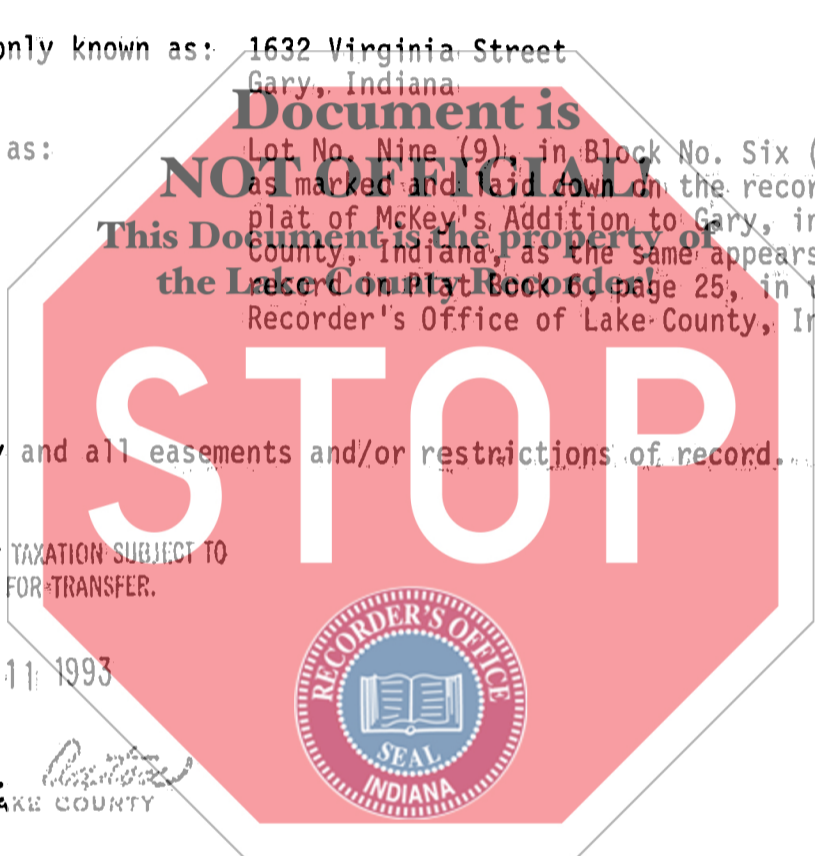 only known as: 1632 Virginia Street
Gary, Indiana
Document is
as: Lot No. Nine (9), in Block No. Six (
NOT OFFICIAL!
as marked and laid down on the recor
plat of McKey's Addition to Gary, in
This Document is the property of
County, Indiana, as the same appears
the Lake County Recorder!
record in Plat Book 6, page 25, in t
Recorder's Office of Lake County, In
STOP
y and all easements and/or restrictions of record.
TAXATION SUBJECT TO
FOR TRANSFER.
11 1993
RECORDER'S OFFICE
SEAL
INDIANA
AKE COUNTY